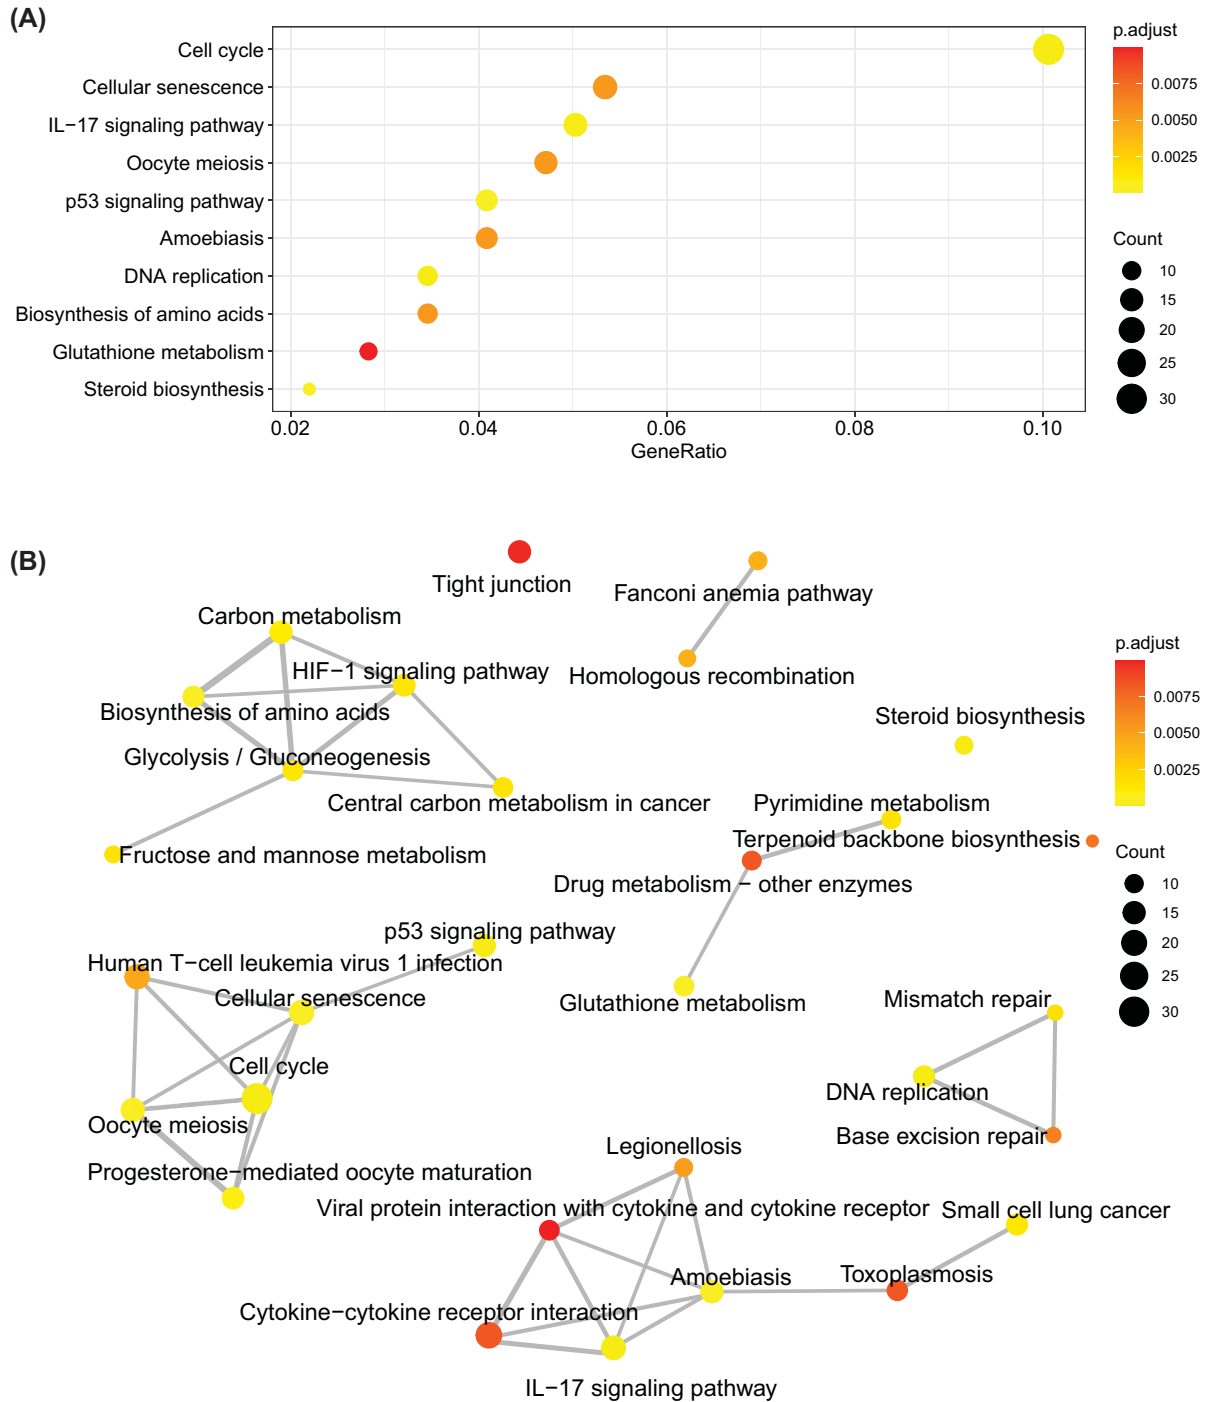 (A)
Cell cycle
Cellular senescence
IL−17 signaling pathway
Oocyte meiosis
p53 signaling pathway
Amoebiasis
DNA replication
Biosynthesis of amino acids
Glutathione metabolism
Steroid biosynthesis
0.02 0.04 0.06 0.08 0.10
GeneRatio
p.adjust
0.0075
0.0050
0.0025
Count
10
15
20
25
30
(B)
Tight junction
Fanconi anemia pathway
Carbon metabolism
HIF−1 signaling pathway
Homologous recombination
Biosynthesis of amino acids
Steroid biosynthesis
Glycolysis / Gluconeogenesis
Central carbon metabolism in cancer
Pyrimidine metabolism
Terpenoid backbone biosynthesis
Fructose and mannose metabolism
Drug metabolism − other enzymes
p53 signaling pathway
Human T−cell leukemia virus 1 infection
Cellular senescence
Glutathione metabolism
Mismatch repair
Cell cycle
DNA replication
Oocyte meiosis
Base excision repair
Legionellosis
Progesterone−mediated oocyte maturation
Viral protein interaction with cytokine and cytokine receptor
Small cell lung cancer
Amoebiasis
Toxoplasmosis
Cytokine−cytokine receptor interaction
IL−17 signaling pathway
p.adjust
0.0075
0.0050
0.0025
Count
10
15
20
25
30